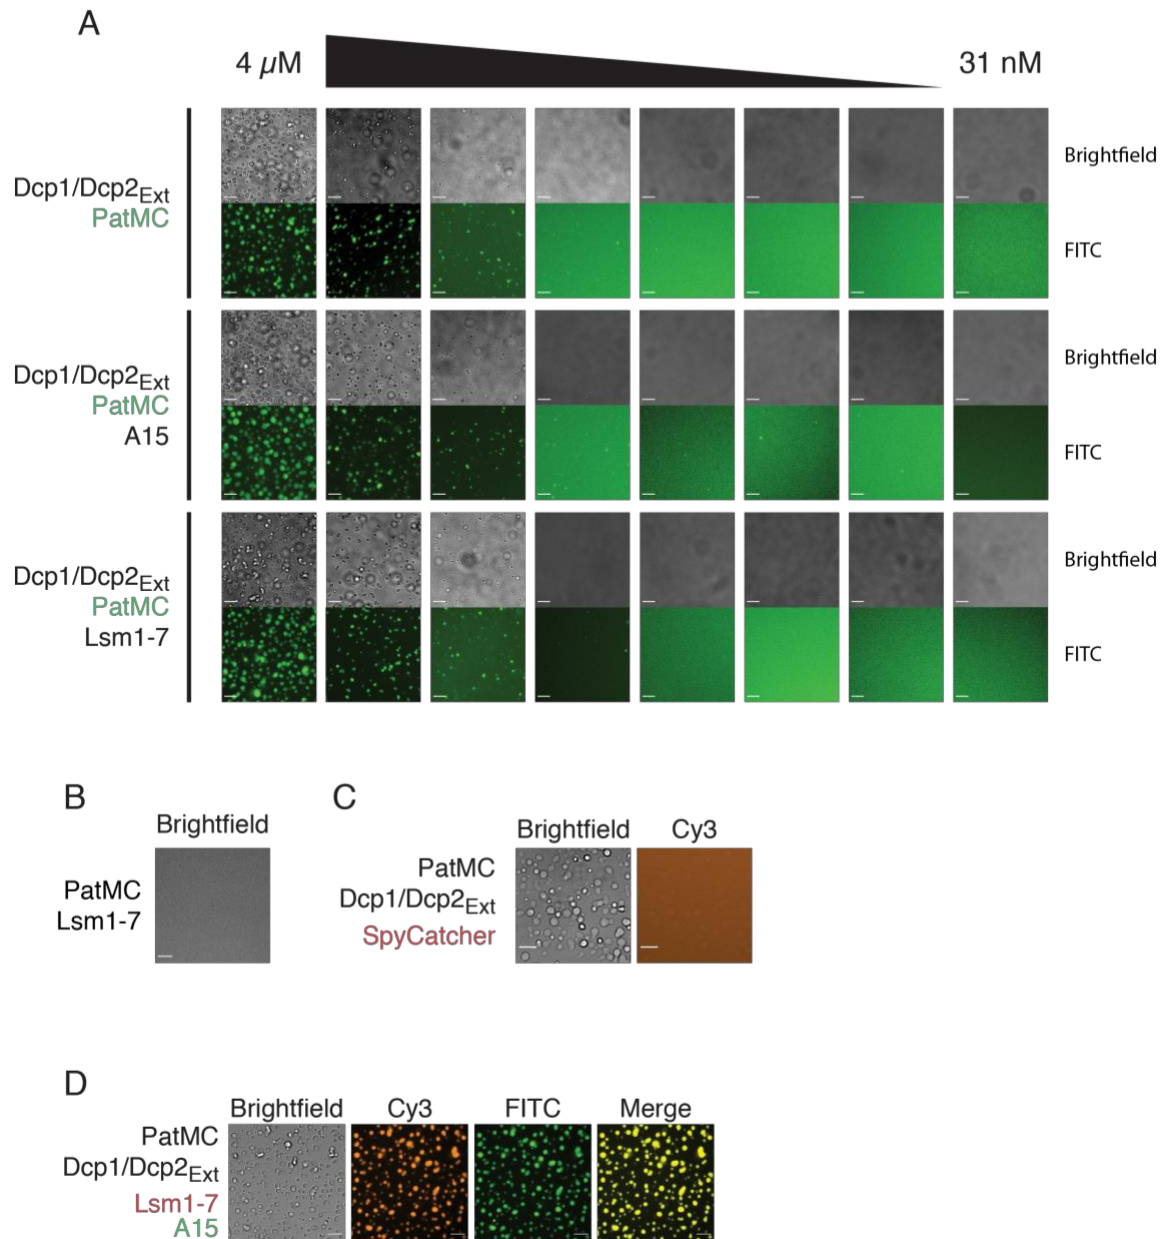 A
4 μM
31 nM
Dcp1/Dcp2Ext
PatMC
Brightfield
FITC
Dcp1/Dcp2Ext
PatMC
A15
Brightfield
FITC
Dcp1/Dcp2Ext
PatMC
Lsm1-7
Brightfield
FITC
B
Brightfield
PatMC
Lsm1-7
C
Brightfield Cy3
PatMC
Dcp1/Dcp2Ext
SpyCatcher
D
Brightfield Cy3 FITC Merge
PatMC
Dcp1/Dcp2Ext
Lsm1-7
A15